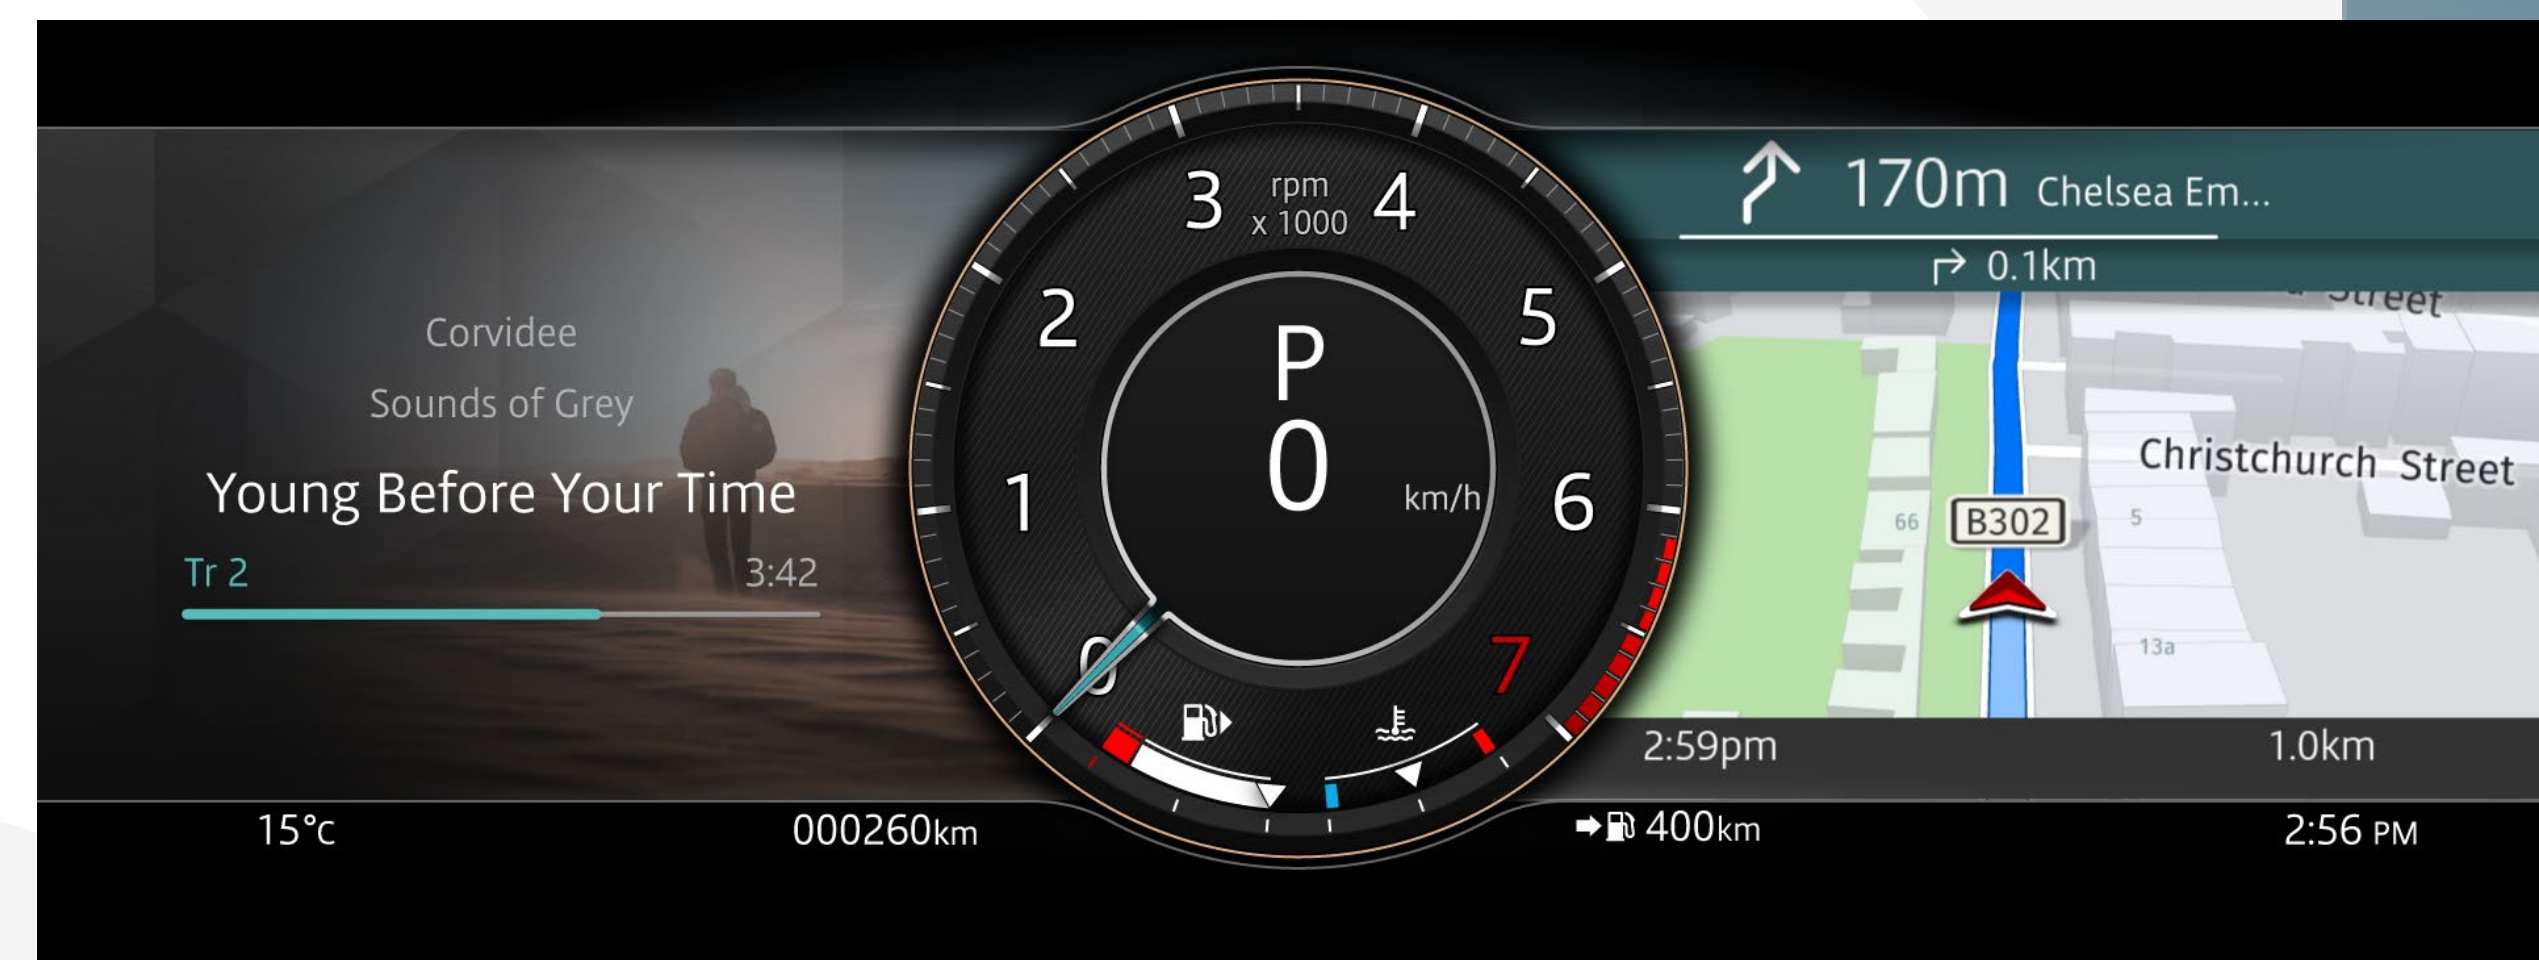 Corvidee
Sounds of Grey
Young Before Your Time
Tr 2
3:42
15°C
000260km
3
rpm
x 1000
4
2
5
1
6
0
7
P
0
km/h
170m Chelsea Em...
0.1km
Street
Christchurch Street
66
B302
5
13a
2:59pm
1.0km
400km
2:56 PM